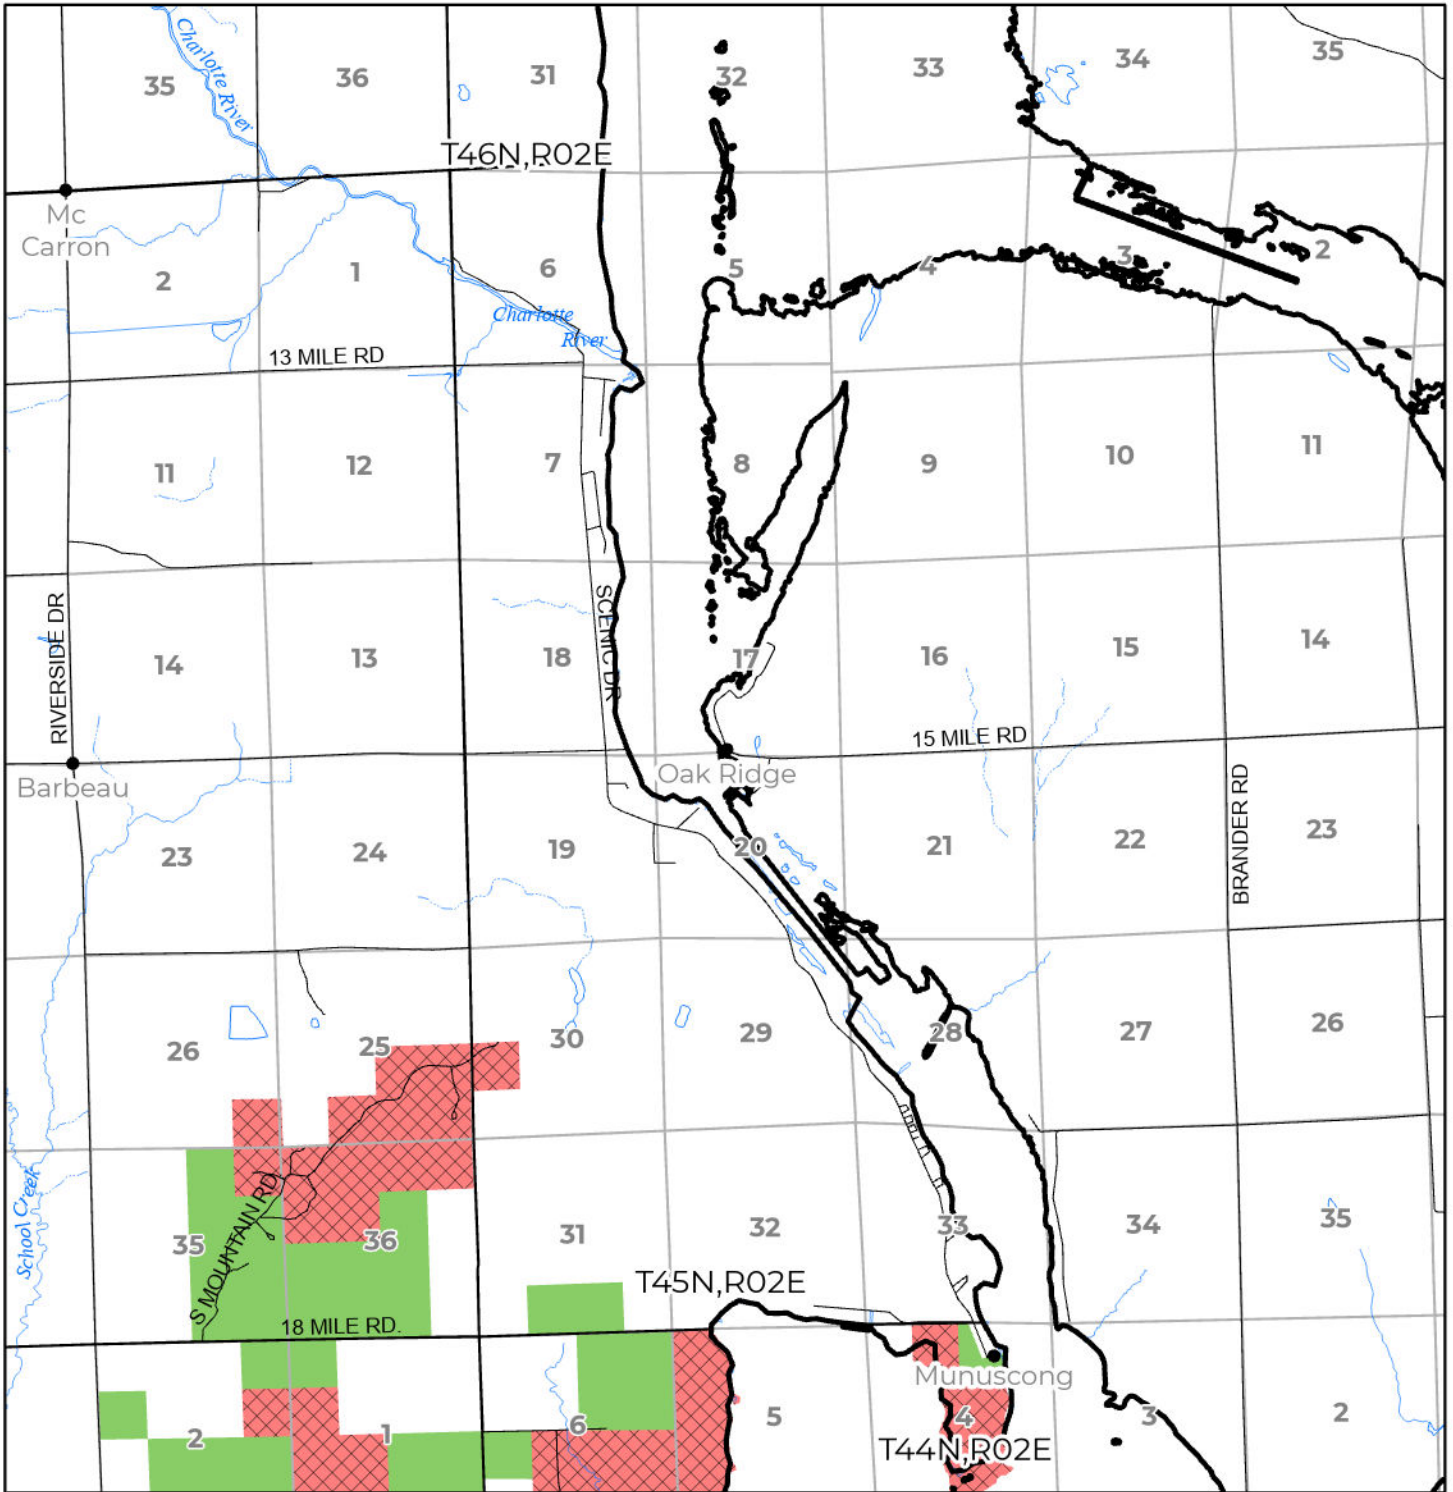 35
36
31
32
33
34
35
Charlotte River
T46N,R02E
Mc
Carron
2
1
6
5
4
3
2
Charlotte
River
13 MILE RD
11
12
7
8
9
10
11
RIVERSIDE DR
SCENIC DR
14
13
18
17
16
15
14
15 MILE RD
Barbeau
Oak Ridge
BRANDER RD
23
24
19
20
21
22
23
26
25
30
29
28
27
26
School Creek
S MOUNTAIN RD
35
36
31
32
33
34
35
T45N,R02E
18 MILE RD.
Munuscong
2
1
6
5
4
3
2
T44N,R02E